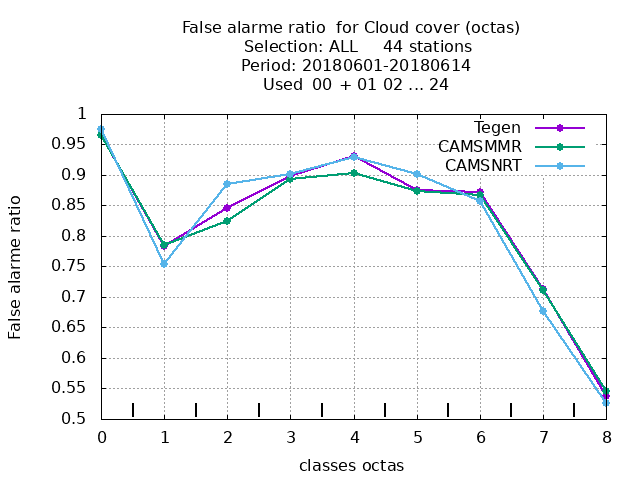 False alarme ratio  for Cloud cover (octas)
Selection: ALL     44 stations
Period: 20180601-20180614
Used  00 + 01 02 ... 24
False alarme ratio
1
0.95
0.9
0.85
0.8
0.75
0.7
0.65
0.6
0.55
0.5
Tegen
CAMSMMR
CAMSNRT
0 1 2 3 4 5 6 7 8
classes octas